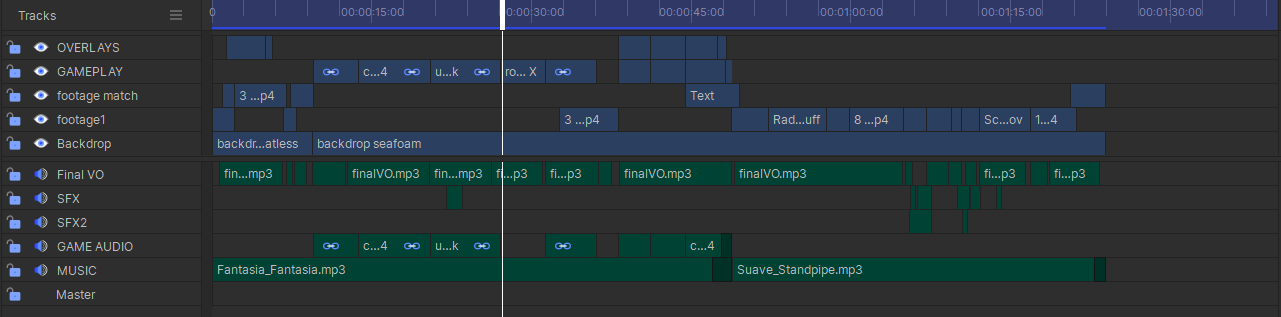 Tracks 0 00:00:15:00 00:00:30:00 00:00:45:00 00:01:00:00 00:01:15:00 00:01:30:00
OVERLAYS
GAMEPLAY c...4 u...k ro... X
footage match 3 ...p4 Text
footage1 3 ...p4 Rad...uff 8 ...p4 Sc...ov 1...4
Backdrop backdr...atless backdrop seafoam
Final VO fin...mp3 finalVO.mp3 fin...mp3 fi...p3 fi...p3 finalVO.mp3 finalVO.mp3 fi...p3 fi...p3
SFX
SFX2
GAME AUDIO c...4 u...k c...4
MUSIC Fantasia_Fantasia.mp3 Suave_Standpipe.mp3
Master